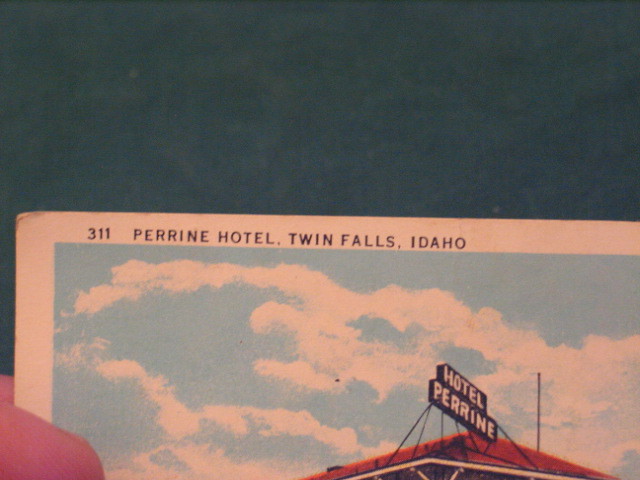 311 PERRINE HOTEL, TWIN FALLS, IDAHO
HOTEL
PERRINE